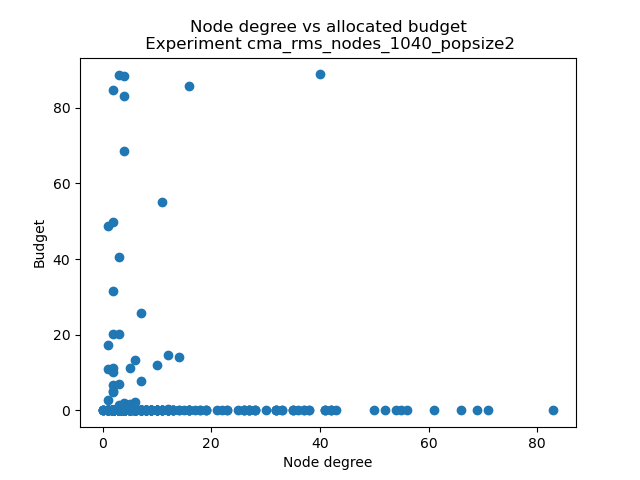 Node degree vs allocated budget
Experiment cma_rms_nodes_1040_popsize2
80
60
40
20
0
Budget
0 20 40 60 80
Node degree